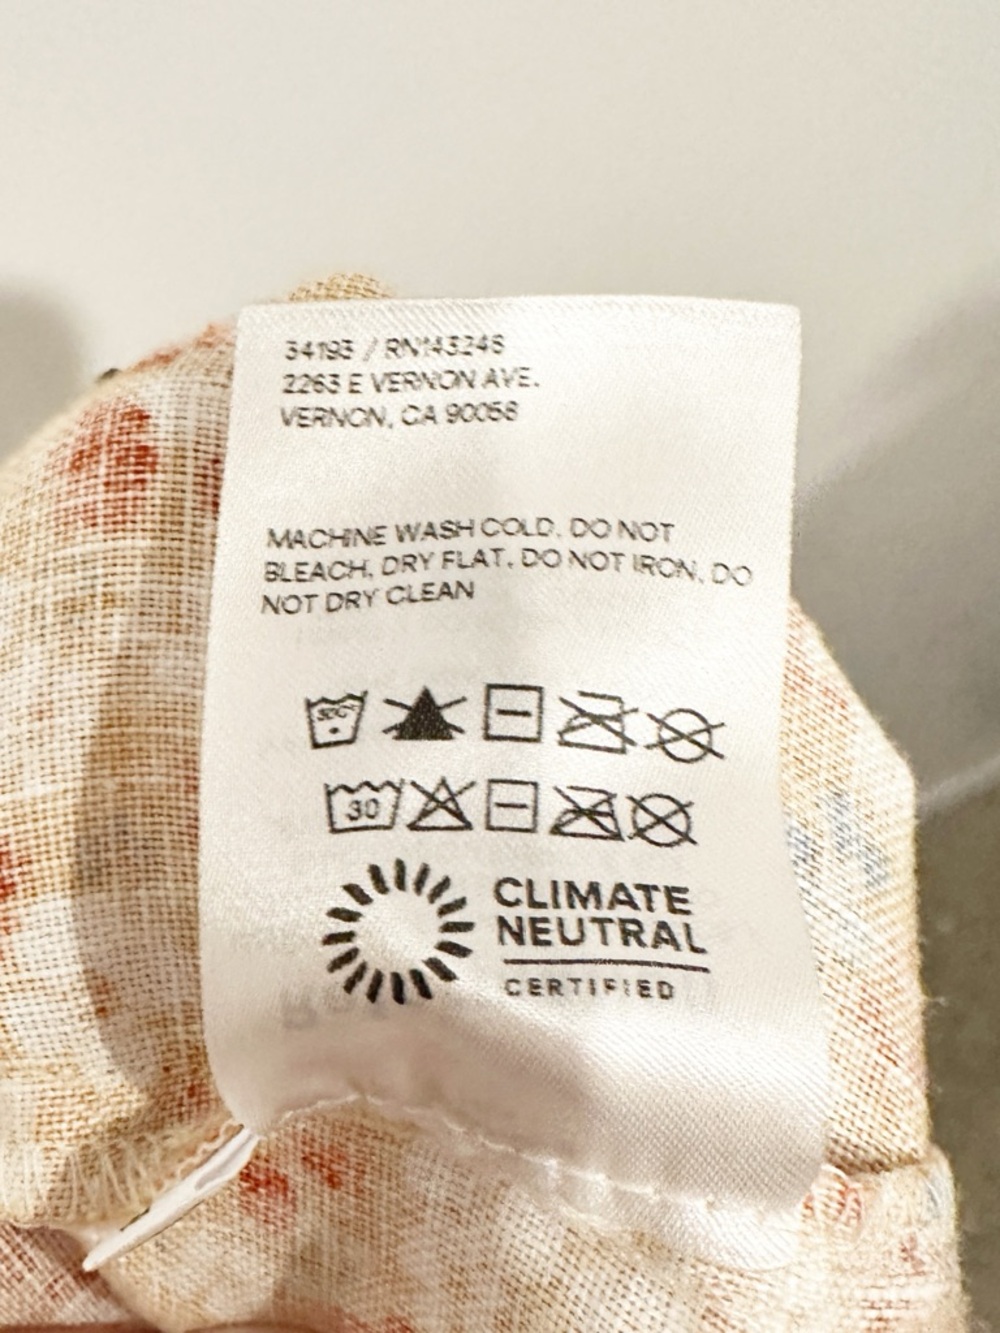 34193 / RN143246
2263 E VERNON AVE.
VERNON, CA 90058
MACHINE WASH COLD, DO NOT
BLEACH, DRY FLAT, DO NOT IRON, DO
NOT DRY CLEAN
30C°
30
CLIMATE
NEUTRAL
CERTIFIED